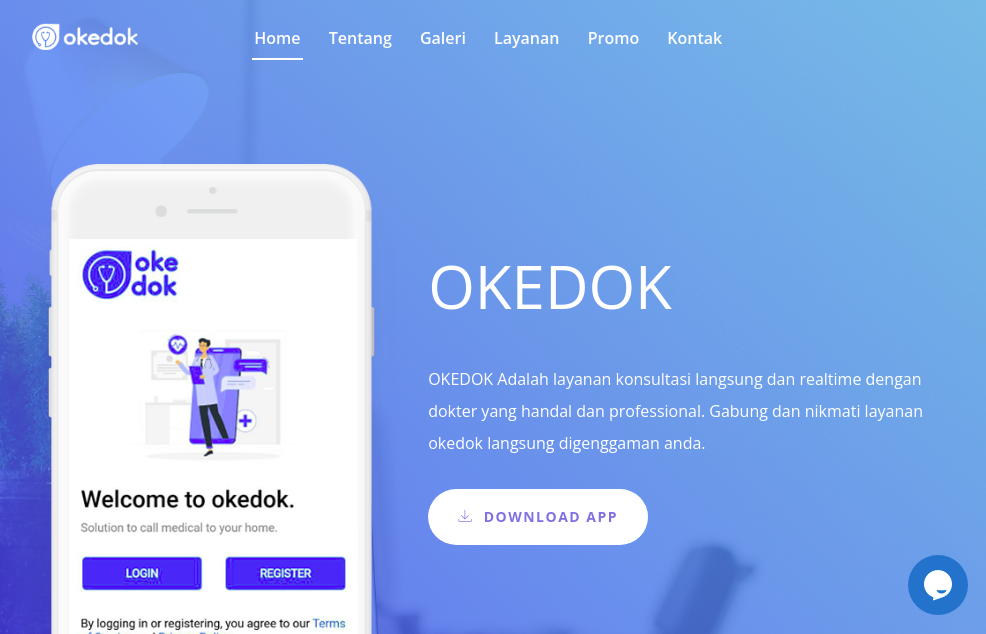 okedok
Home Tentang Galeri Layanan Promo Kontak
oke
dok
Welcome to okedok.
Solution to call medical to your home.
LOGIN REGISTER
By logging in or registering, you agree to our Terms
OKEDOK
OKEDOK Adalah layanan konsultasi langsung dan realtime dengan
dokter yang handal dan professional. Gabung dan nikmati layanan
okedok langsung digenggaman anda.
DOWNLOAD APP